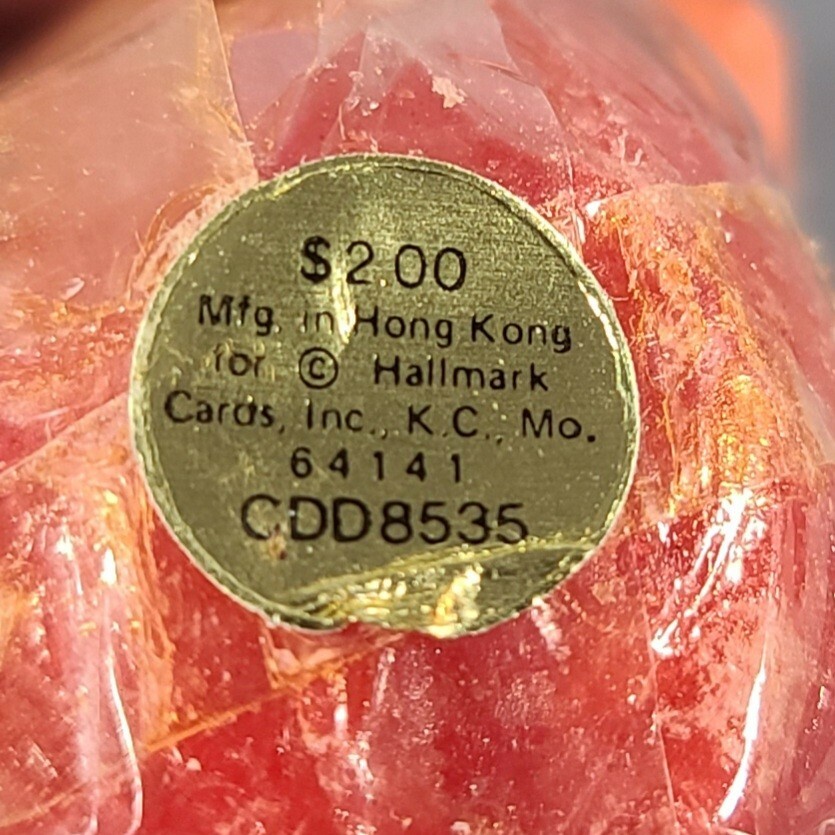 $2.00
Mfg. in Hong Kong
for © Hallmark
Cards, Inc., K.C., Mo.
64141
CDD8535